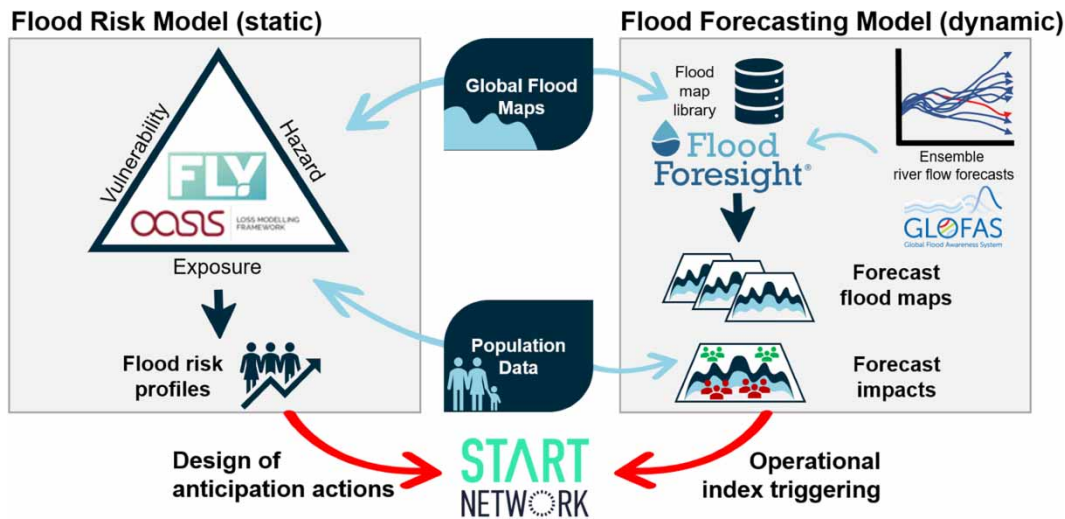 Flood Risk Model (static)
Vulnerability
Hazard
FLY
OASIS
LOSS MODELLING
FRAMEWORK
Exposure
Flood risk
profiles
Global Flood
Maps
Population
Data
Flood Forecasting Model (dynamic)
Flood
map
library
Flood
Foresight®
Ensemble
river flow forecasts
GLOFAS
Global Flood Awareness System
Forecast
flood maps
Forecast
impacts
Design of
anticipation actions
START
NETWORK
Operational
index triggering